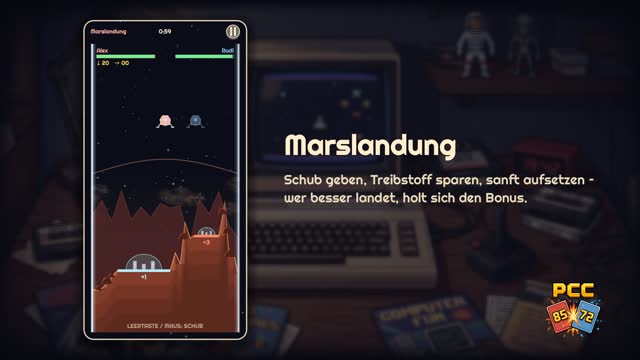 Marslandung
0:59
Alex
Rudi
↓ 20 → 00
+3
+1
LEERTASTE / MAUS: SCHUB
Marslandung
Schub geben, Treibstoff sparen, sanft aufsetzen -
wer besser landet, holt sich den Bonus.
PCC
85 72
COMPUTER